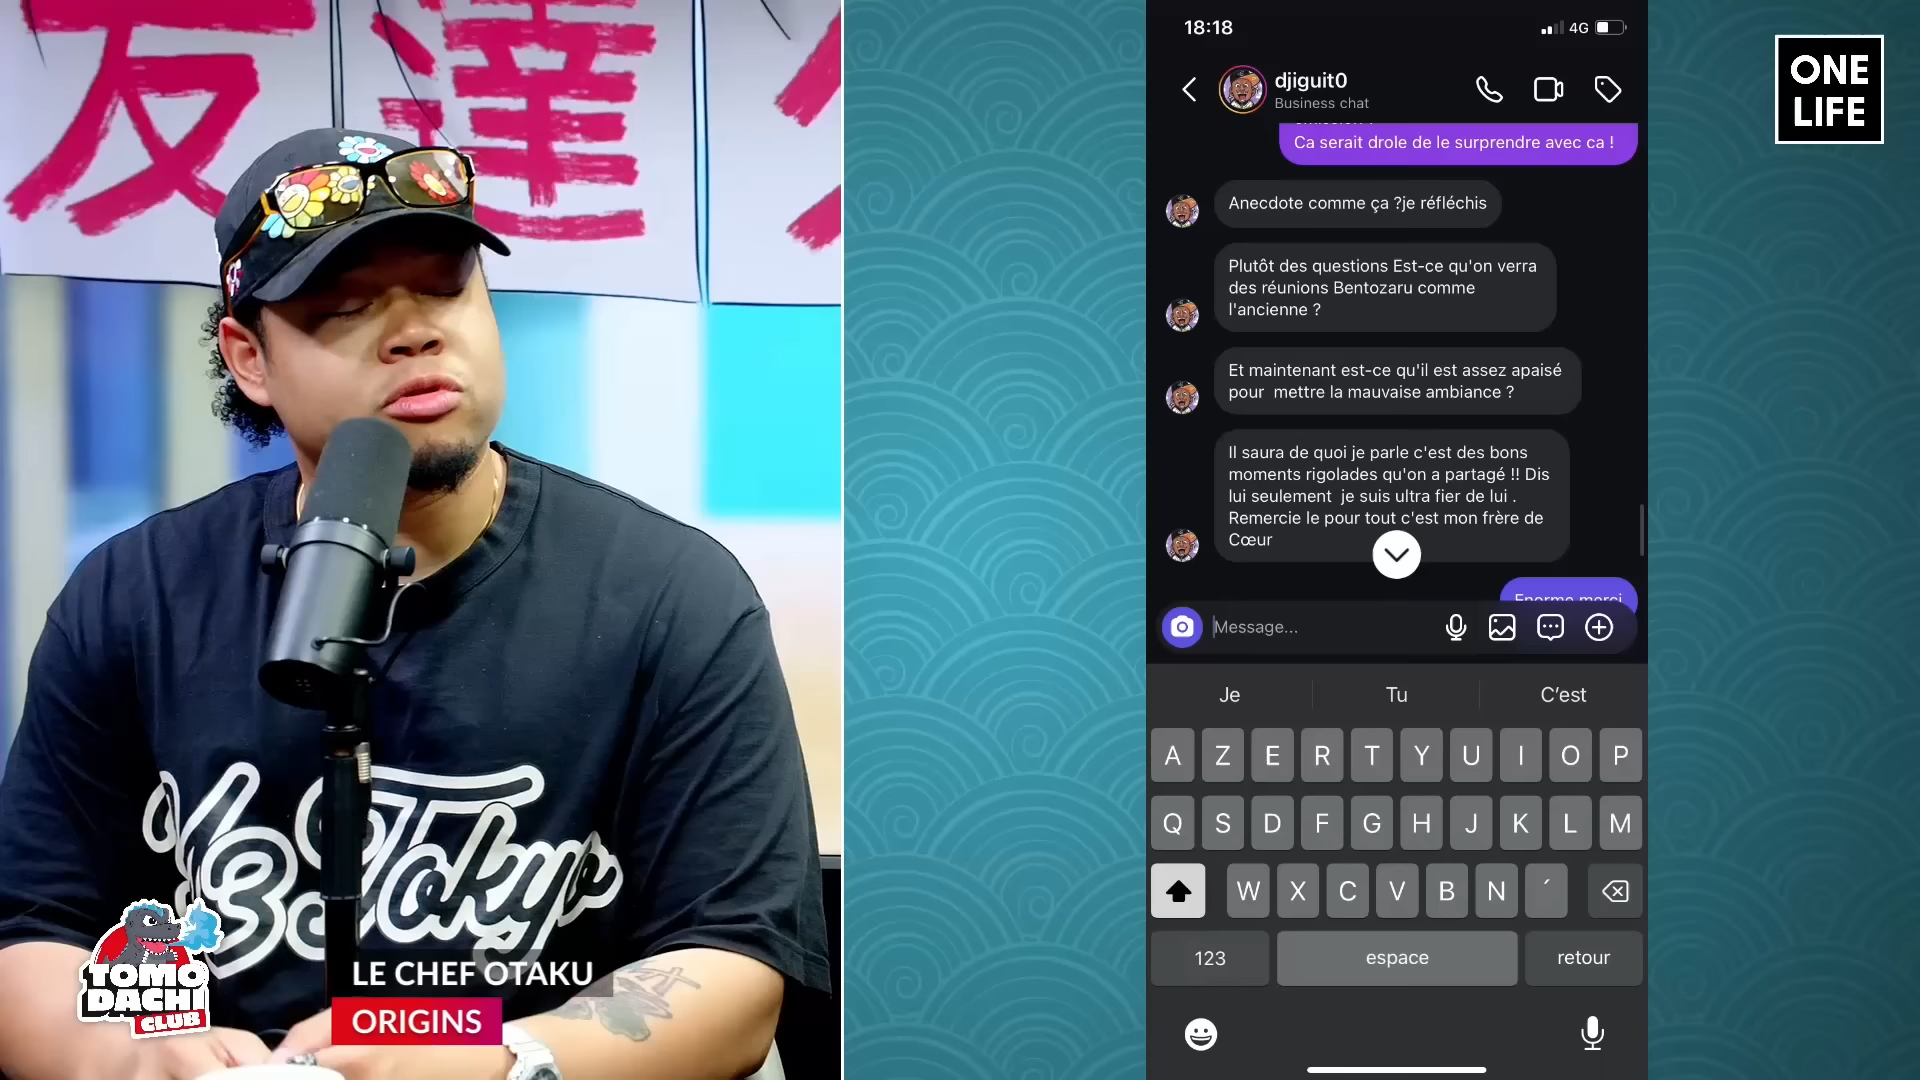 友達
YOTOKYO
TOMO
DACHI
CLUB
LE CHEF OTAKU
ORIGINS
18:18
4G
djiguit0
Business chat
Ca serait drole de le surprendre avec ca !
Anecdote comme ça ?je réfléchis
Plutôt des questions Est-ce qu'on verra
des réunions Bentozaru comme
l'ancienne ?
Et maintenant est-ce qu'il est assez apaisé
pour  mettre la mauvaise ambiance ?
Il saura de quoi je parle c'est des bons
moments rigolades qu'on a partagé !! Dis
lui seulement  je suis ultra fier de lui .
Remercie le pour tout c'est mon frère de
Cœur
Enorme merci
Message...
Je Tu C'est
A Z E R T Y U I O P
Q S D F G H J K L M
W X C V B N ´
123 espace retour
ONE
LIFE